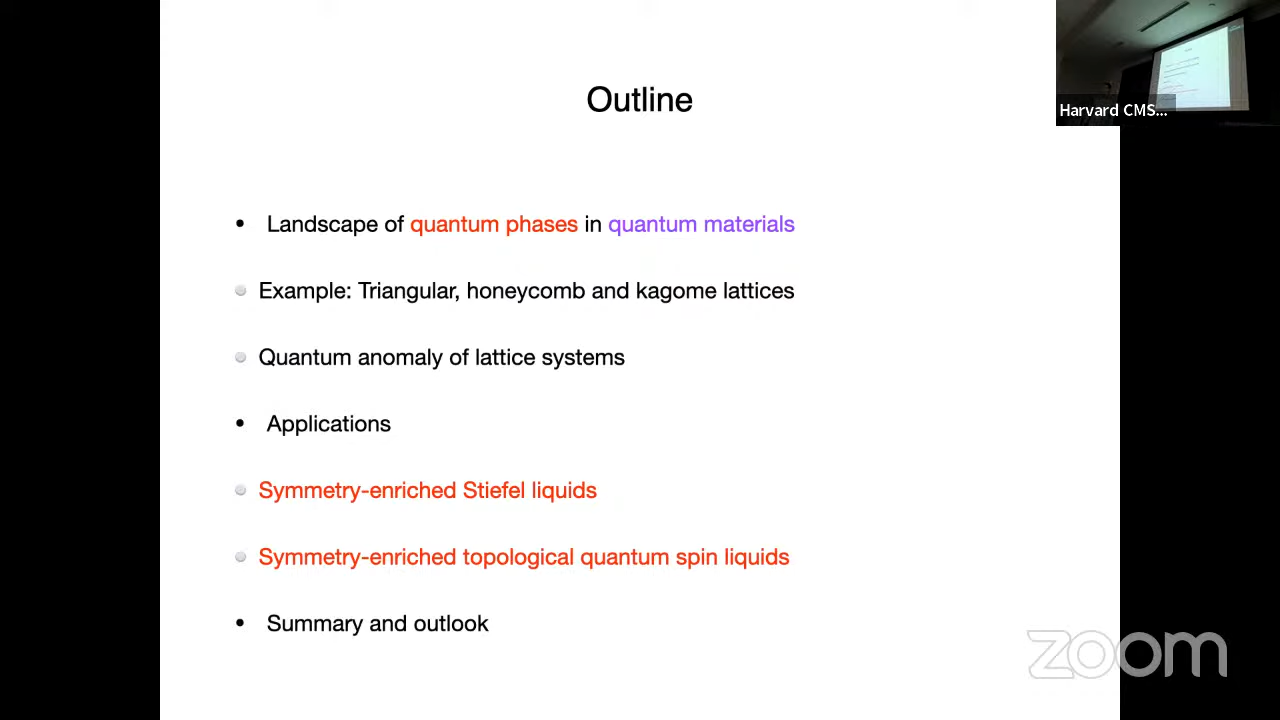 Outline
Harvard CMS...
• Landscape of quantum phases in quantum materials
Example: Triangular, honeycomb and kagome lattices
Quantum anomaly of lattice systems
• Applications
Symmetry-enriched Stiefel liquids
Symmetry-enriched topological quantum spin liquids
• Summary and outlook
zoom